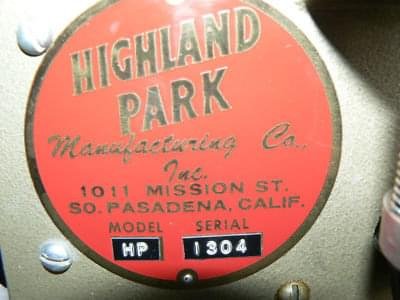 HIGHLAND
PARK
Manufacturing Co.,
Inc.
1011 MISSION ST.
SO. PASADENA, CALIF.
MODEL SERIAL
HP 1304